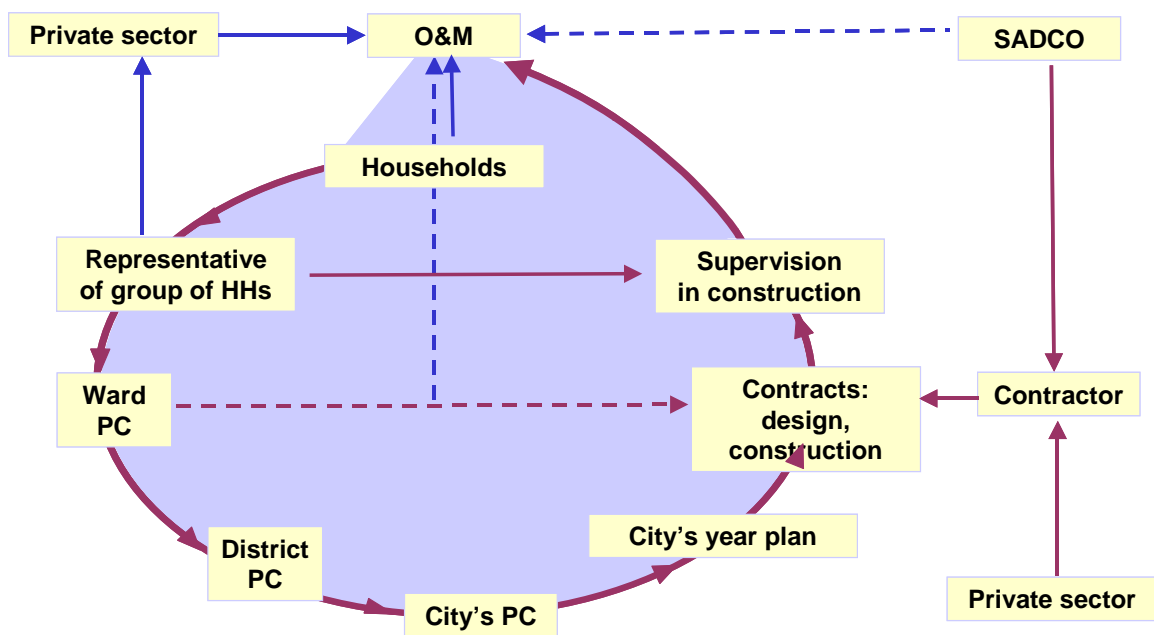 Private sector
O&M
SADCO
Households
Representative
of group of HHs
Supervision
in construction
Ward
PC
Contracts:
design,
construction
Contractor
City’s year plan
District
PC
City’s PC
Private sector